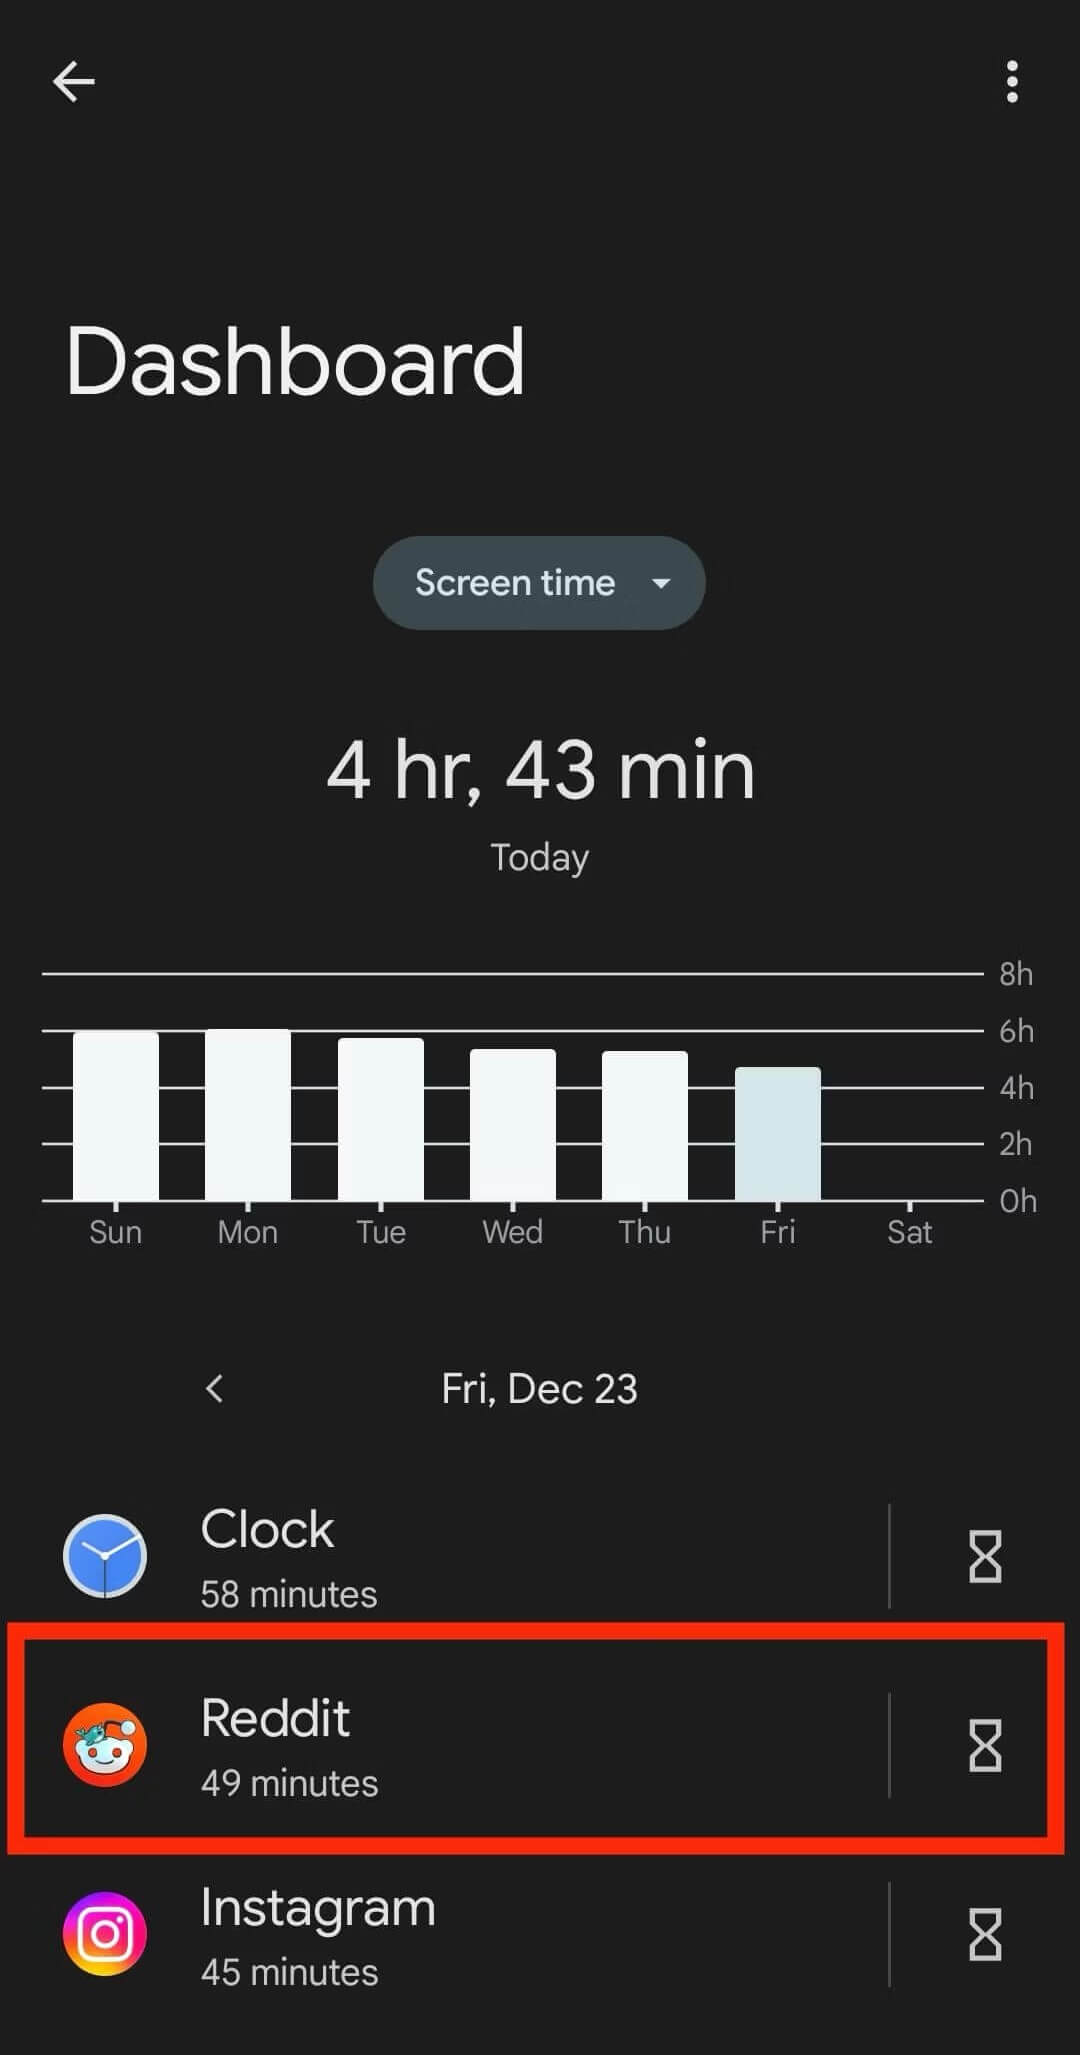 Dashboard
Screen time
4 hr, 43 min
Today
8h
6h
4h
2h
0h
Sun Mon Tue Wed Thu Fri Sat
Fri, Dec 23
Clock
58 minutes
Reddit
49 minutes
Instagram
45 minutes